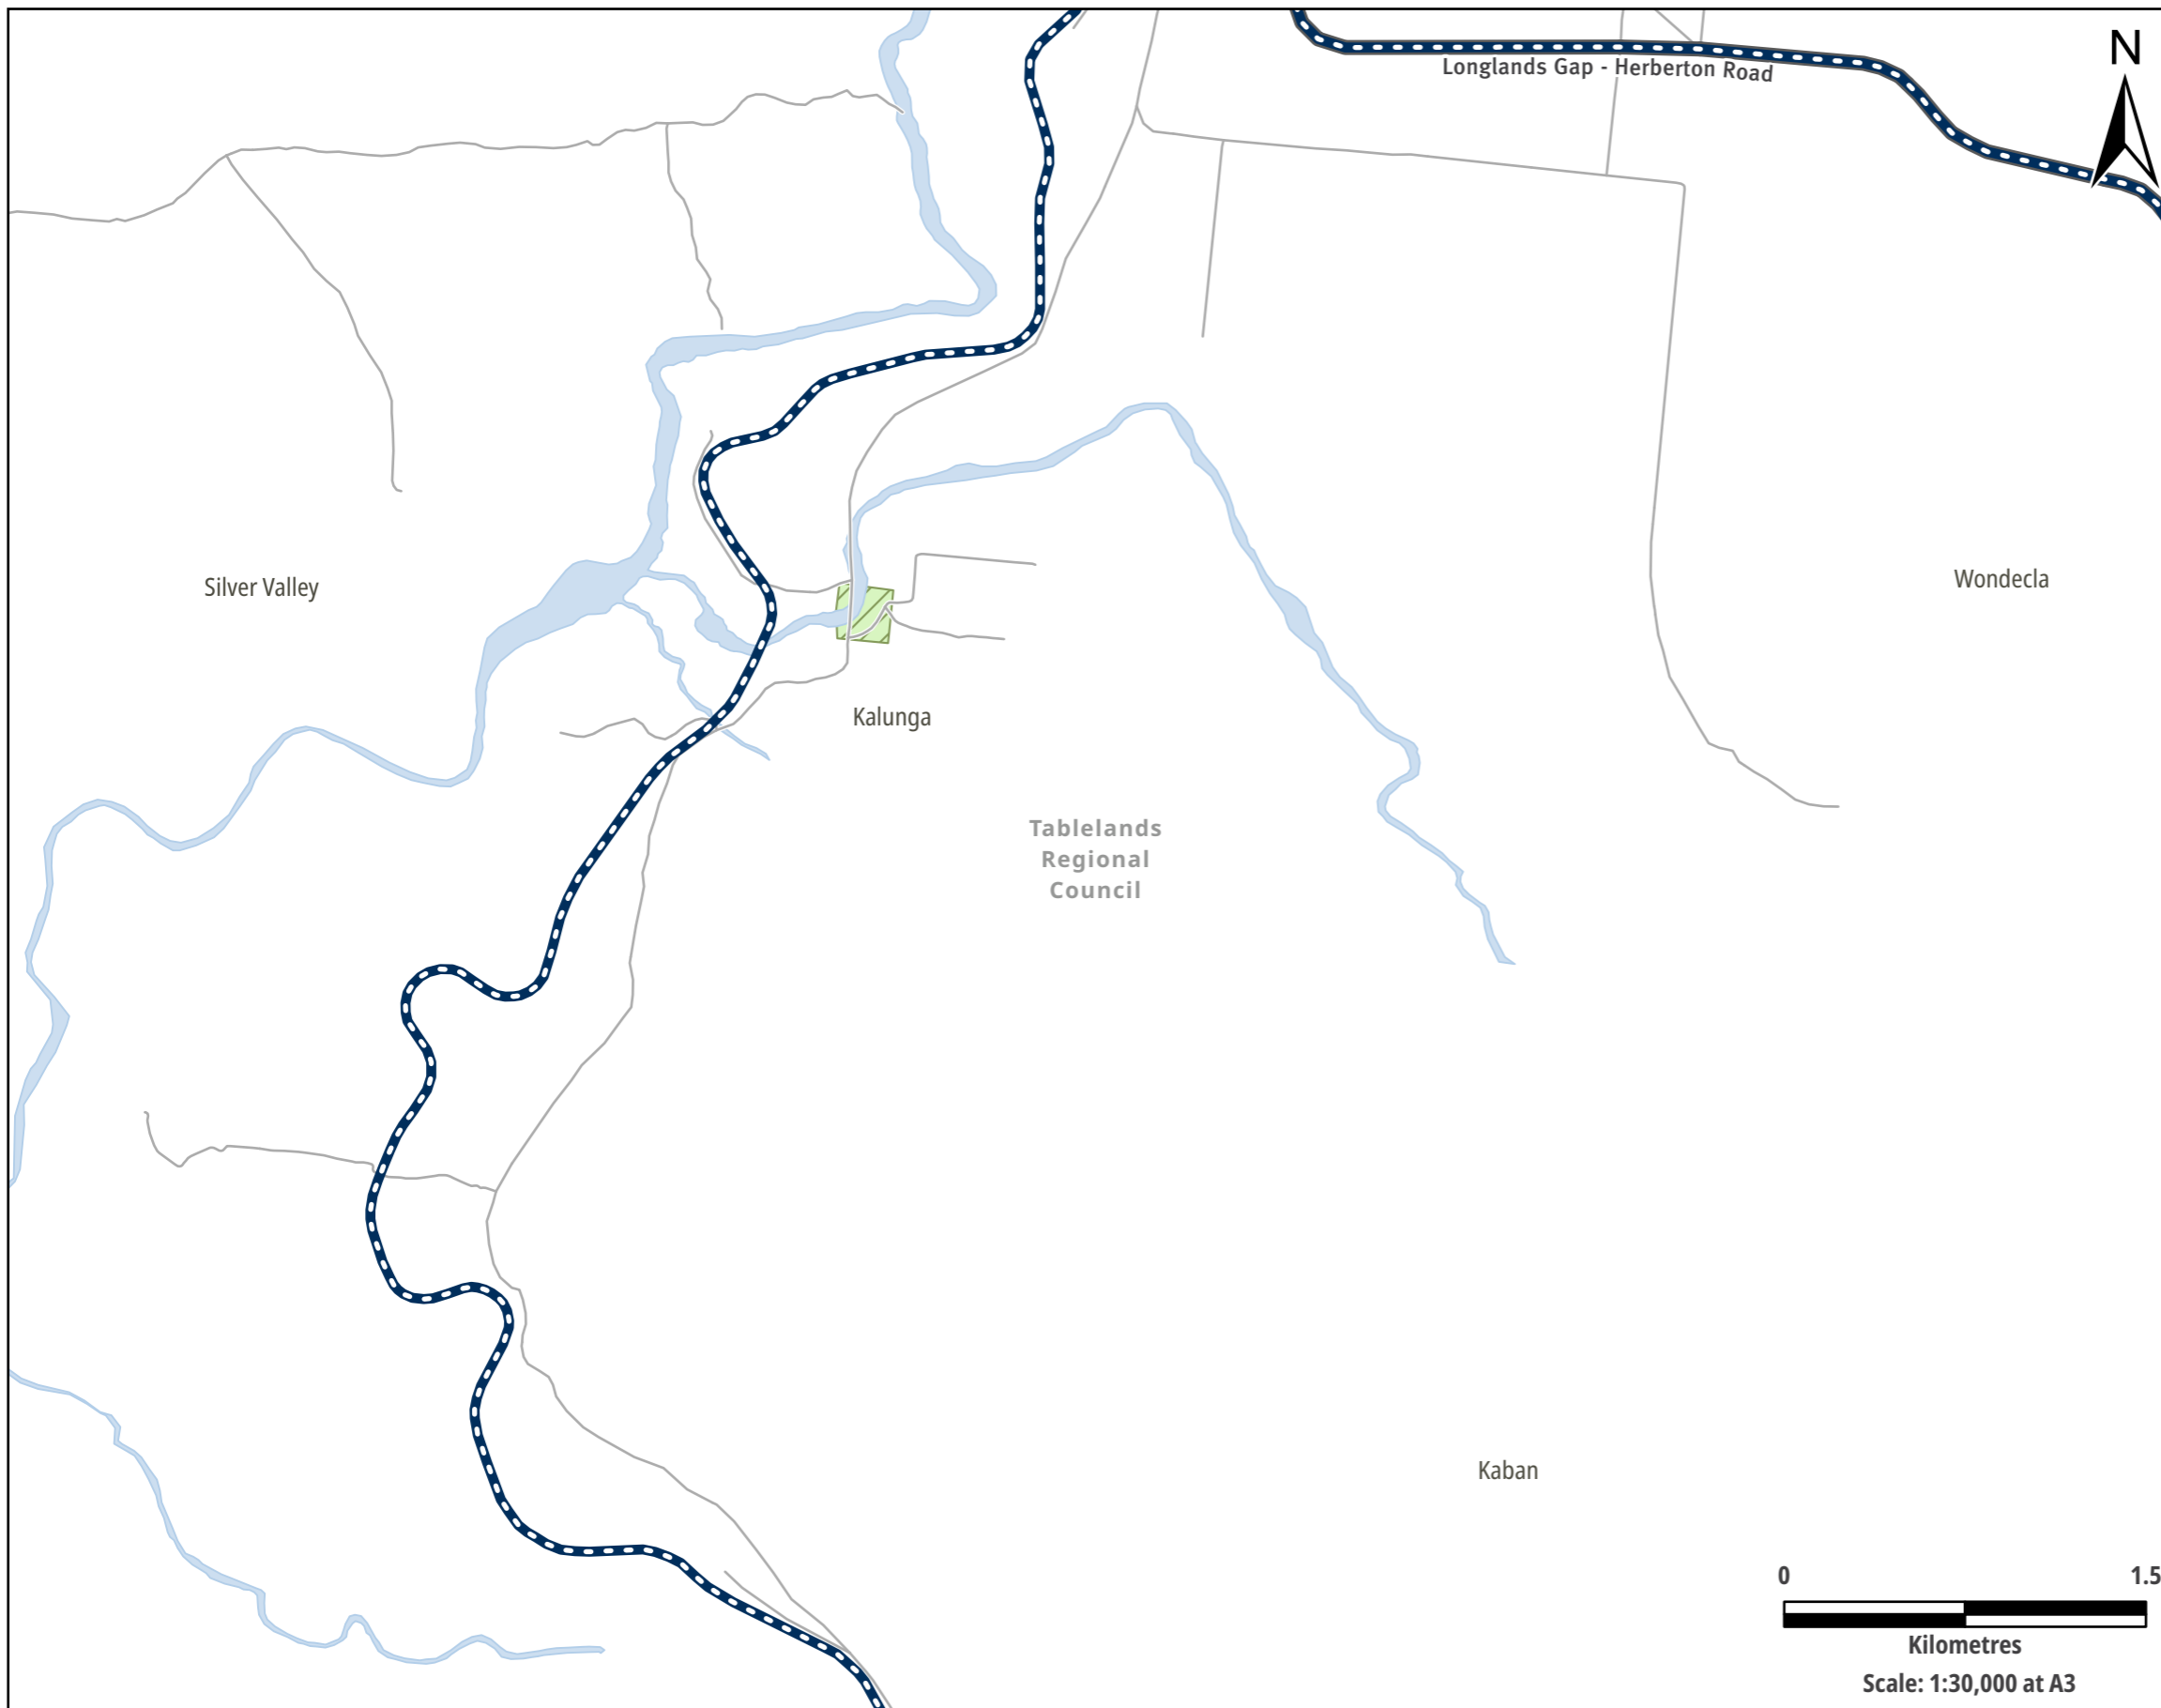 N
Longlands Gap - Herberton Road
Silver Valley
Wondecla
Kalunga
Tablelands
Regional
Council
Kaban
0 1.5
Kilometres
Scale: 1:30,000 at A3